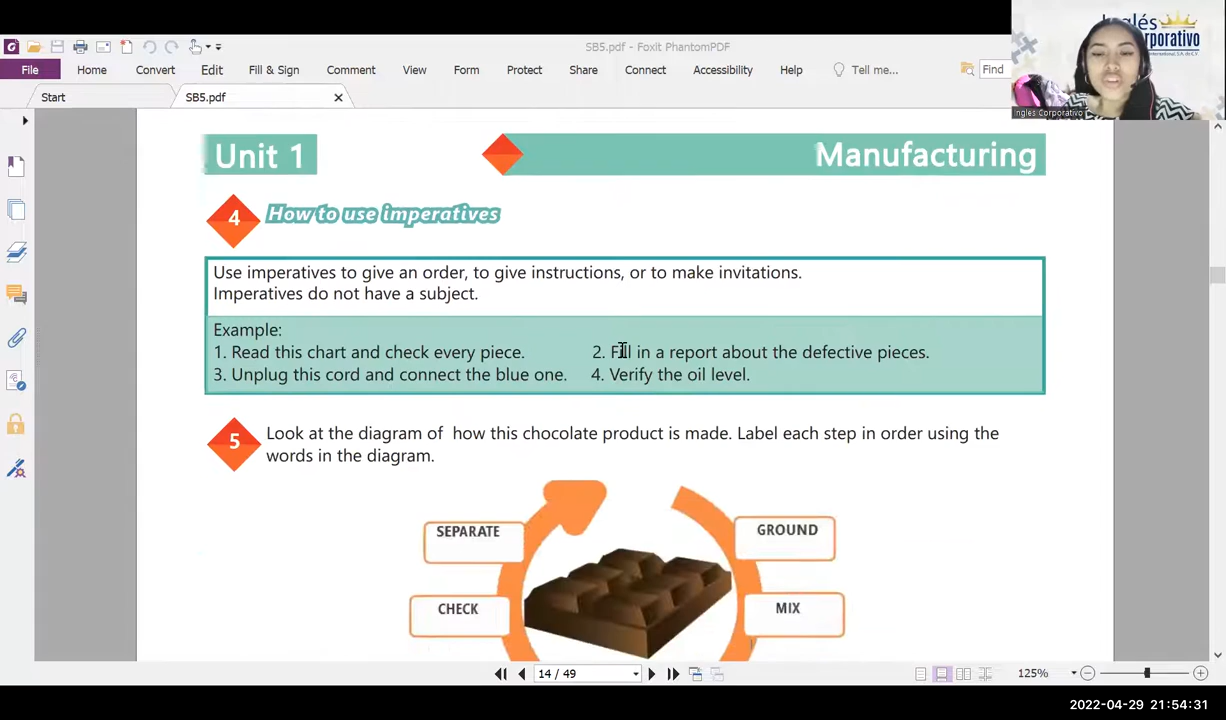 SB5.pdf - Foxit PhantomPDF
File Home Convert Edit Fill & Sign Comment View Form Protect Share Connect Accessibility Help Tell me... Find
Start SB5.pdf
Inglés
Corporativo
International, S.A. de C.V.
Inglés Corporativo
Unit 1 Manufacturing
4 How to use imperatives
Use imperatives to give an order, to give instructions, or to make invitations.
Imperatives do not have a subject.
Example:
1. Read this chart and check every piece. 2. Fill in a report about the defective pieces.
3. Unplug this cord and connect the blue one. 4. Verify the oil level.
5 Look at the diagram of how this chocolate product is made. Label each step in order using the
words in the diagram.
SEPARATE GROUND
CHECK MIX
14 / 49 125%
2022-04-29 21:54:31